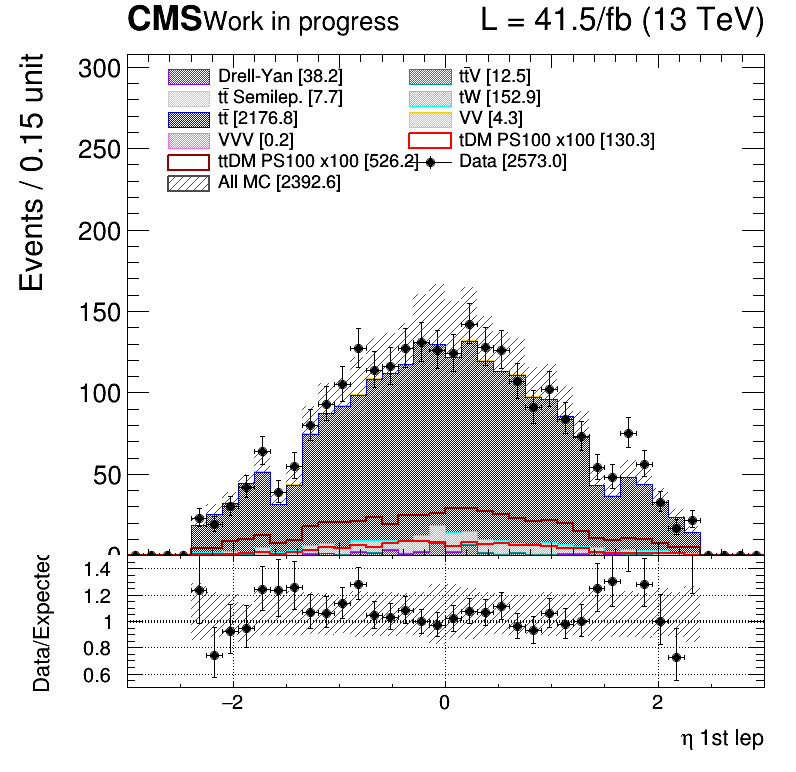 CMS Work in progress L = 41.5/fb (13 TeV)
Events / 0.15 unit
300
250
200
150
100
50
0
Drell-Yan [38.2]
tt̄V [12.5]
tt̄ Semilep. [7.7]
tW [152.9]
tt̄ [2176.8]
VV [4.3]
VVV [0.2]
tDM PS100 x100 [130.3]
ttDM PS100 x100 [526.2]
Data [2573.0]
All MC [2392.6]
Data/Expected
1.4
1.2
1
0.8
0.6
−2 0 2
η 1st lep